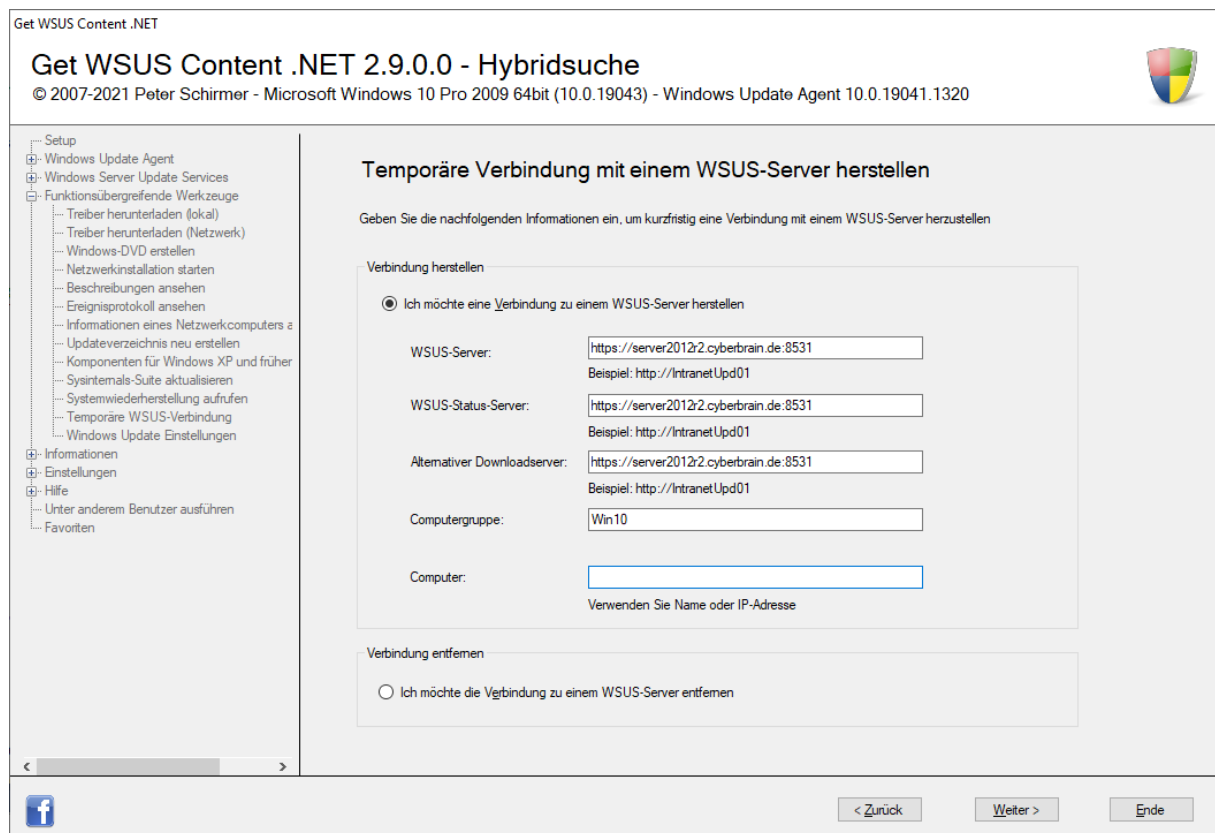 Get WSUS Content .NET
Get WSUS Content .NET 2.9.0.0 - Hybridsuche
© 2007-2021 Peter Schirmer - Microsoft Windows 10 Pro 2009 64bit (10.0.19043) - Windows Update Agent 10.0.19041.1320
Setup
Windows Update Agent
Windows Server Update Services
Funktionsübergreifende Werkzeuge
Treiber herunterladen (lokal)
Treiber herunterladen (Netzwerk)
Windows-DVD erstellen
Netzwerkinstallation starten
Beschreibungen ansehen
Ereignisprotokoll ansehen
Informationen eines Netzwerkcomputers a
Updateverzeichnis neu erstellen
Komponenten für Windows XP und früher
Sysinternals-Suite aktualisieren
Systemwiederherstellung aufrufen
Temporäre WSUS-Verbindung
Windows Update Einstellungen
Informationen
Einstellungen
Hilfe
Unter anderem Benutzer ausführen
Favoriten
Temporäre Verbindung mit einem WSUS-Server herstellen
Geben Sie die nachfolgenden Informationen ein, um kurzfristig eine Verbindung mit einem WSUS-Server herzustellen
Verbindung herstellen
Ich möchte eine Verbindung zu einem WSUS-Server herstellen
WSUS-Server: https://server2012r2.cyberbrain.de:8531
Beispiel: http://IntranetUpd01
WSUS-Status-Server: https://server2012r2.cyberbrain.de:8531
Beispiel: http://IntranetUpd01
Alternativer Downloadserver: https://server2012r2.cyberbrain.de:8531
Beispiel: http://IntranetUpd01
Computergruppe: Win10
Computer:
Verwenden Sie Name oder IP-Adresse
Verbindung entfernen
Ich möchte die Verbindung zu einem WSUS-Server entfernen
< Zurück Weiter > Ende